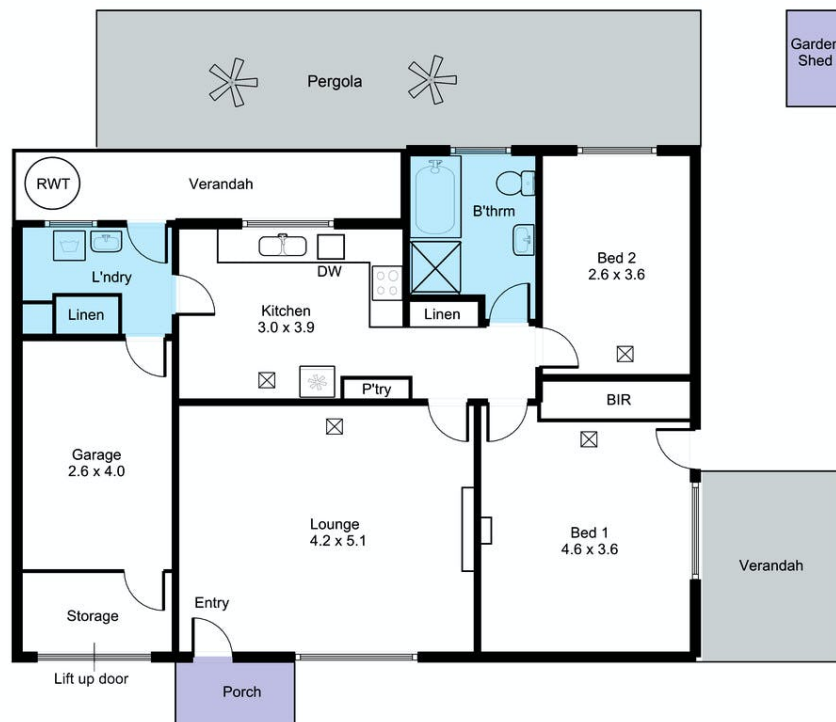 Pergola
Garden
Shed
RWT
Verandah
B'thrm
Bed 2
2.6 x 3.6
L'ndry
Linen
DW
Kitchen
3.0 x 3.9
Linen
P'try
BIR
Garage
2.6 x 4.0
Lounge
4.2 x 5.1
Bed 1
4.6 x 3.6
Verandah
Storage
Entry
Lift up door
Porch